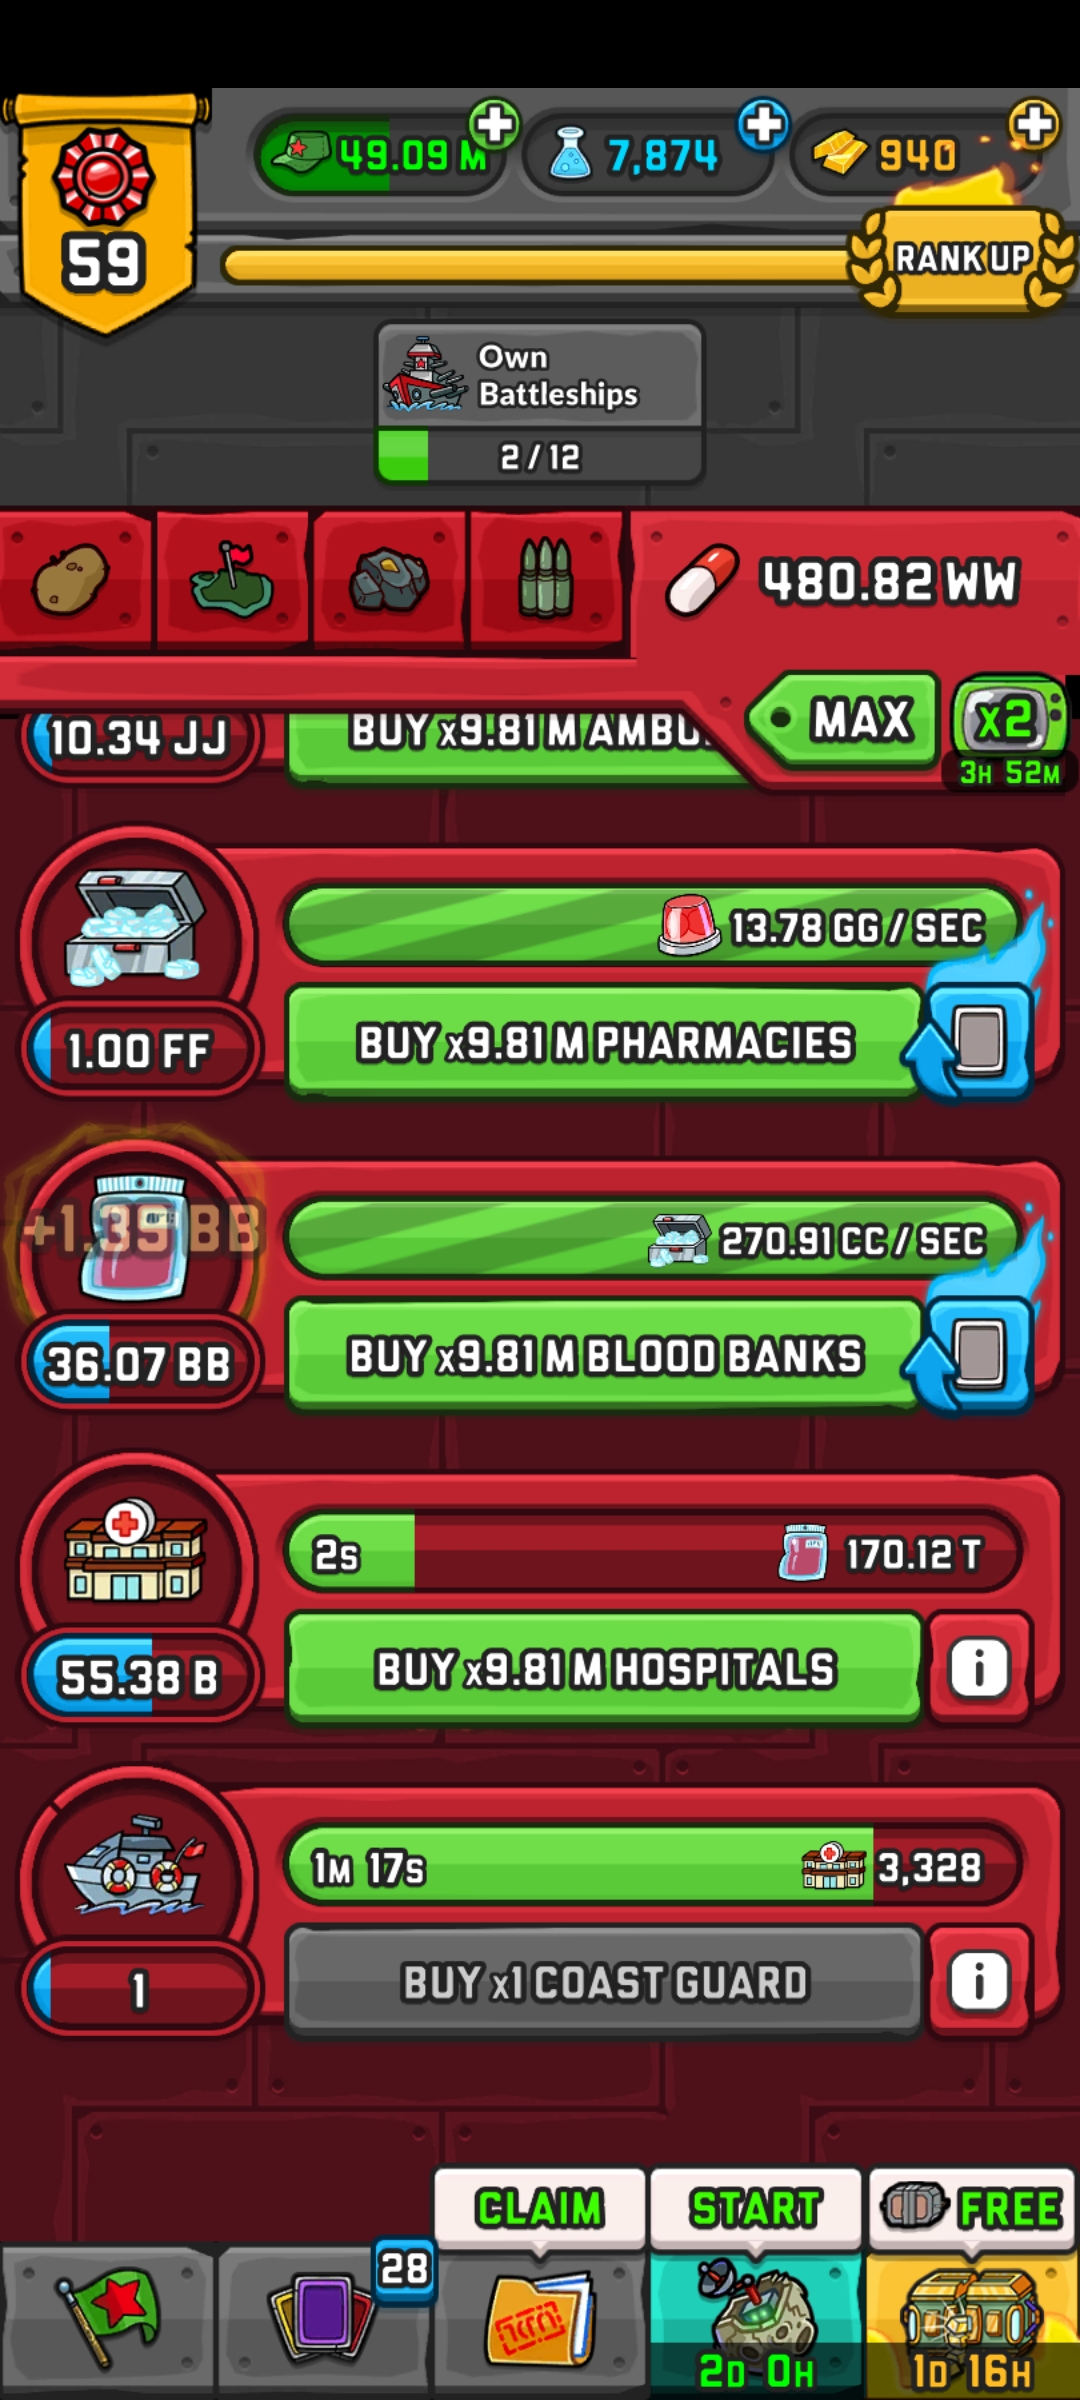 49.09 M
7,874
940
59
RANK UP
Own
Battleships
2 / 12
480.82 WW
MAX
x2
3H 52M
10.34 JJ
BUY x9.81 M AMBU
13.78 GG / SEC
1.00 FF
BUY x9.81 M PHARMACIES
+1.39 BB
270.91 CC / SEC
36.07 BB
BUY x9.81 M BLOOD BANKS
2S
170.12 T
55.38 B
BUY x9.81 M HOSPITALS
i
1M 17S
3,328
1
BUY x1 COAST GUARD
i
CLAIM
START
FREE
28
2D 0H
1D 16H